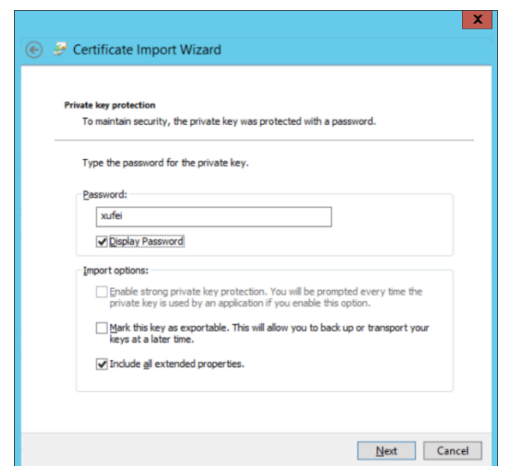 X
Certificate Import Wizard
Private key protection
To maintain security, the private key was protected with a password.
Type the password for the private key.
Password:
xufei
Display Password
Import options:
Enable strong private key protection. You will be prompted every time the
private key is used by an application if you enable this option.
Mark this key as exportable. This will allow you to back up or transport your
keys at a later time.
Include all extended properties.
Next Cancel